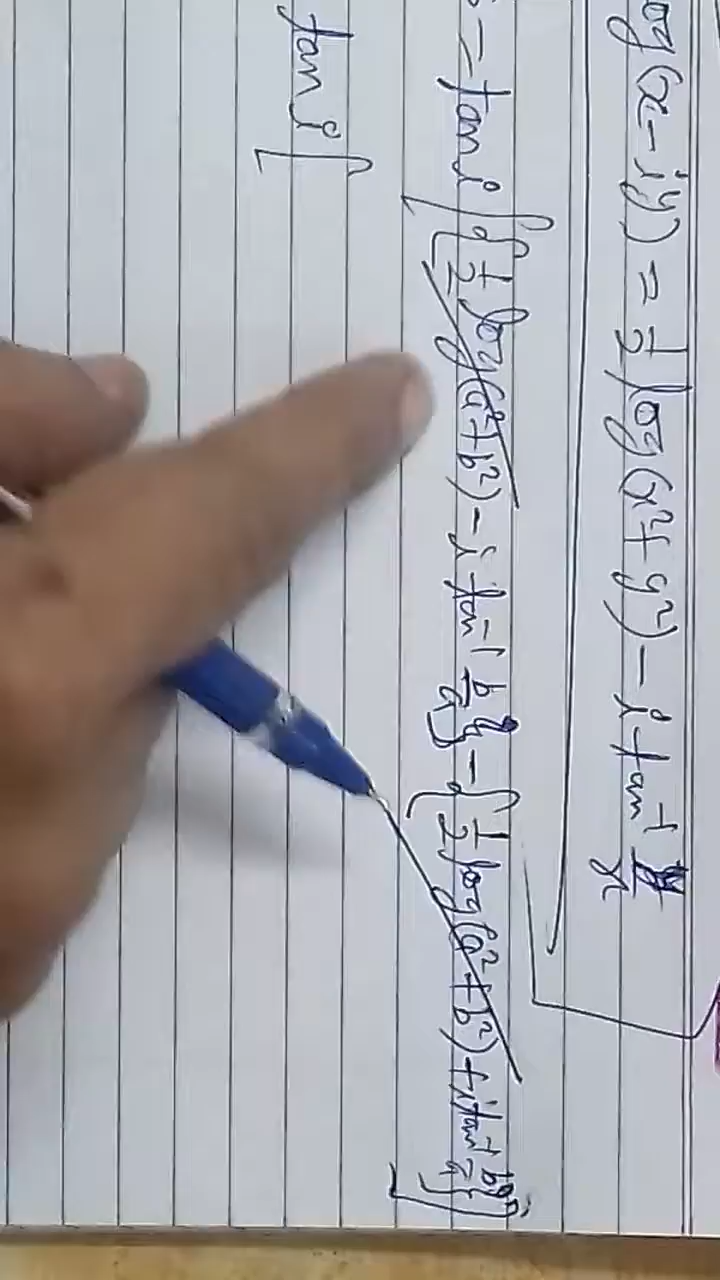 og(x - iy) = 1/2 log(x² + y²) - i tan⁻¹ y/x
= tan i [{1/2 log(a² + b²) - i tan⁻¹ b/a} - {1/2 log(a² + b²) + i tan⁻¹ b/a}]
tan i [